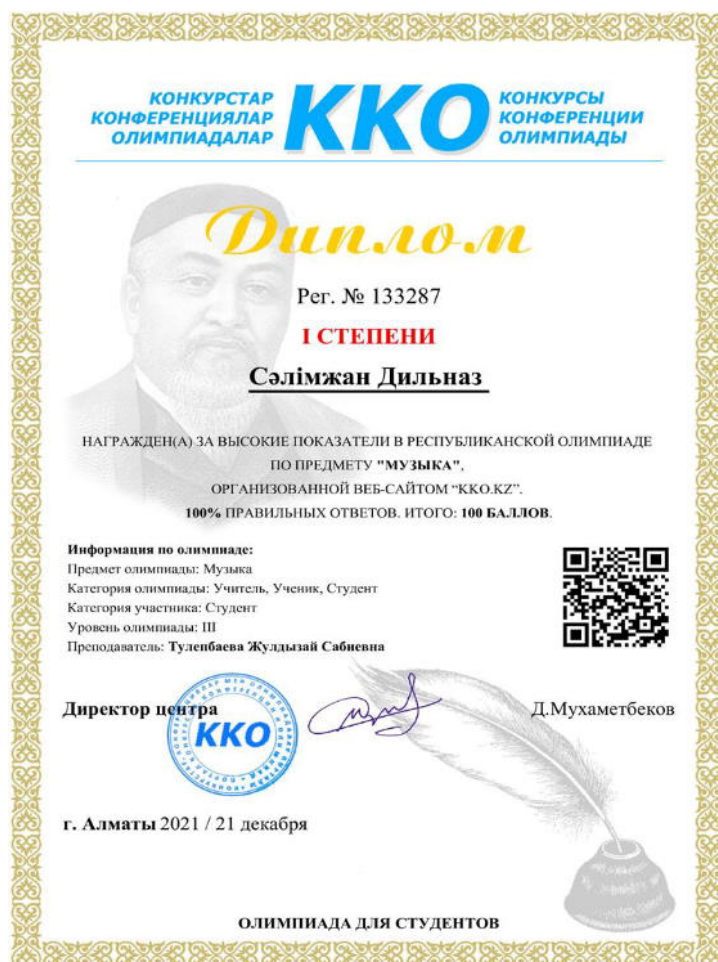 КОНКУРСТАР
КОНФЕРЕНЦИЯЛАР
ОЛИМПИАДАЛАР
ККО
КОНКУРСЫ
КОНФЕРЕНЦИИ
ОЛИМПИАДЫ
Диплом
Рег. № 133287
I СТЕПЕНИ
Сәлімжан Дильназ
НАГРАЖДЕН(А) ЗА ВЫСОКИЕ ПОКАЗАТЕЛИ В РЕСПУБЛИКАНСКОЙ ОЛИМПИАДЕ
ПО ПРЕДМЕТУ "МУЗЫКА",
ОРГАНИЗОВАННОЙ ВЕБ-САЙТОМ “KKO.KZ”.
100% ПРАВИЛЬНЫХ ОТВЕТОВ. ИТОГО: 100 БАЛЛОВ.
Информация по олимпиаде:
Предмет олимпиады: Музыка
Категория олимпиады: Учитель, Ученик, Студент
Категория участника: Студент
Уровень олимпиады: III
Преподаватель: Тулепбаева Жулдызай Сабиевна
Директор центра
Д.Мухаметбеков
ККО
г. Алматы 2021 / 21 декабря
ОЛИМПИАДА ДЛЯ СТУДЕНТОВ